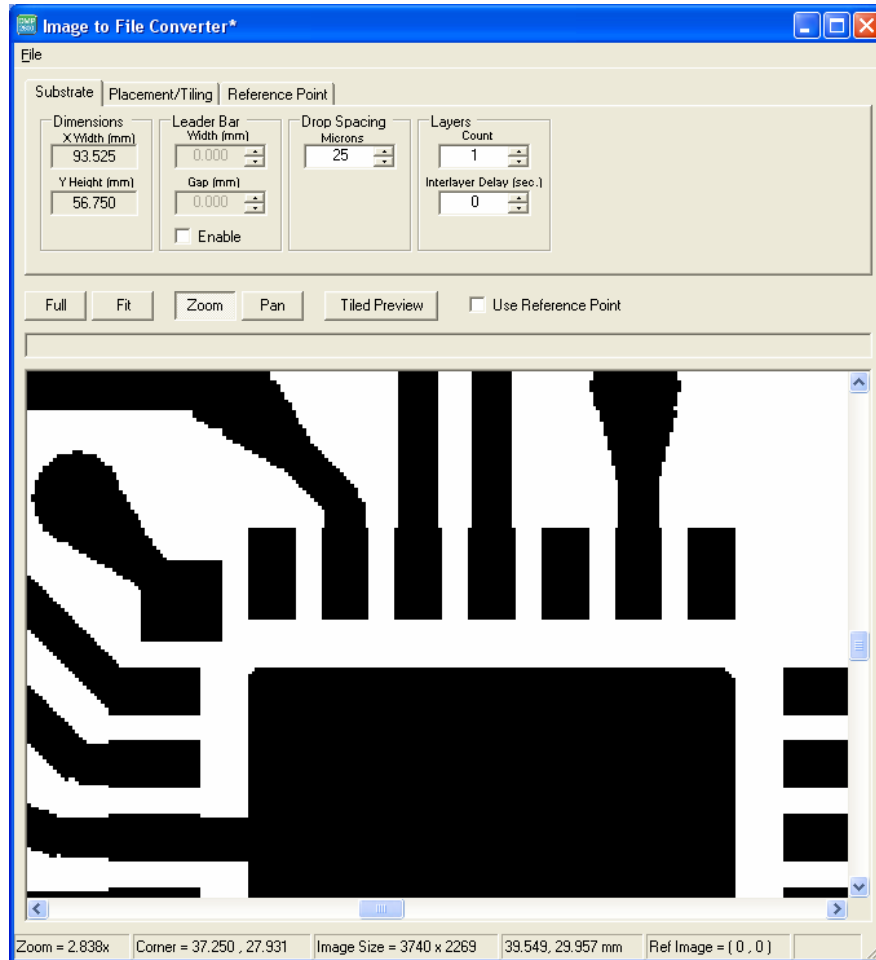 Image to File Converter*
File
Substrate Placement/Tiling Reference Point
Dimensions Leader Bar Drop Spacing Layers
X Width (mm) Width (mm) Microns Count
93.525 0.000 25 1
Y Height (mm) Gap (mm) Interlayer Delay (sec.)
56.750 0.000 0
Enable
Full Fit Zoom Pan Tiled Preview Use Reference Point
Zoom = 2.838x Corner = 37.250 , 27.931 Image Size = 3740 x 2269 39.549, 29.957 mm Ref Image = ( 0 , 0 )